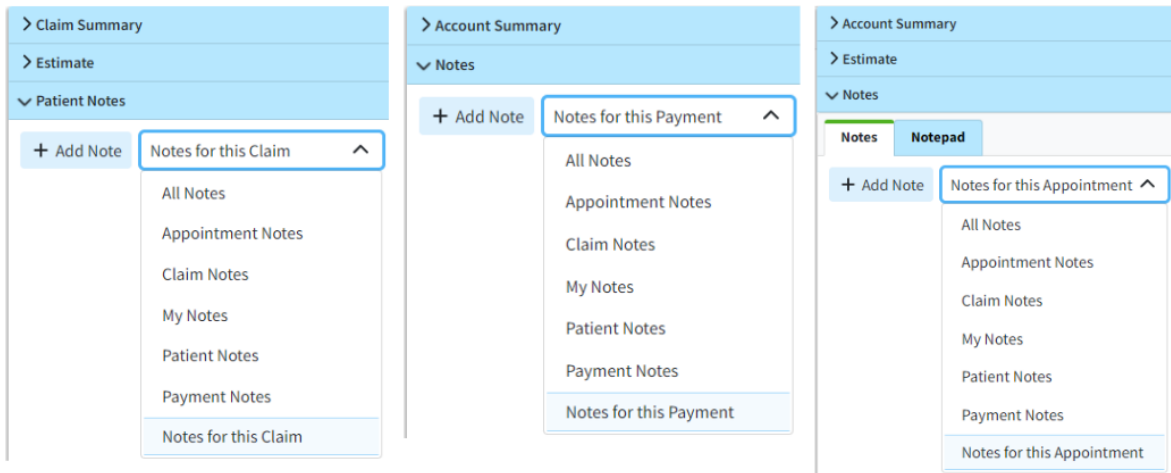 Claim Summary
Estimate
Patient Notes
+ Add Note
Notes for this Claim
All Notes
Appointment Notes
Claim Notes
My Notes
Patient Notes
Payment Notes
Notes for this Claim
Account Summary
Notes
+ Add Note
Notes for this Payment
All Notes
Appointment Notes
Claim Notes
My Notes
Patient Notes
Payment Notes
Notes for this Payment
Account Summary
Estimate
Notes
Notes
Notepad
+ Add Note
Notes for this Appointment
All Notes
Appointment Notes
Claim Notes
My Notes
Patient Notes
Payment Notes
Notes for this Appointment